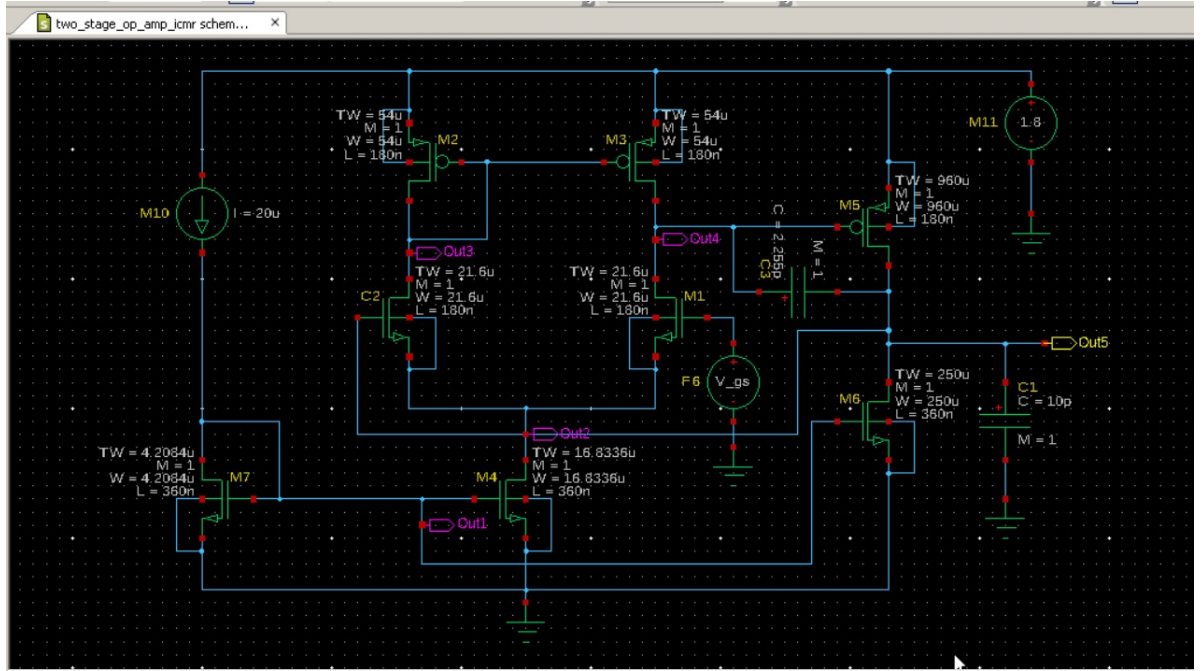 two_stage_op_amp_icmr schem...
TW = 54u
M = 1
W = 54u
L = 180n
M2
M3
TW = 54u
M = 1
W = 54u
L = 180n
M11
1.8
M10
I = 20u
TW = 960u
M = 1
W = 960u
L = 180n
M5
C = 2.255p
C3
M = 1
Out3
Out4
TW = 21.6u
M = 1
W = 21.6u
L = 180n
C2
TW = 21.6u
M = 1
W = 21.6u
L = 180n
M1
F6
V_gs
Out5
TW = 250u
M = 1
W = 250u
L = 360n
M6
C1
C = 10p
M = 1
Out2
TW = 4.2084u
M = 1
W = 4.2084u
L = 360n
M7
TW = 16.8336u
M = 1
W = 16.8336u
L = 360n
M4
Out1